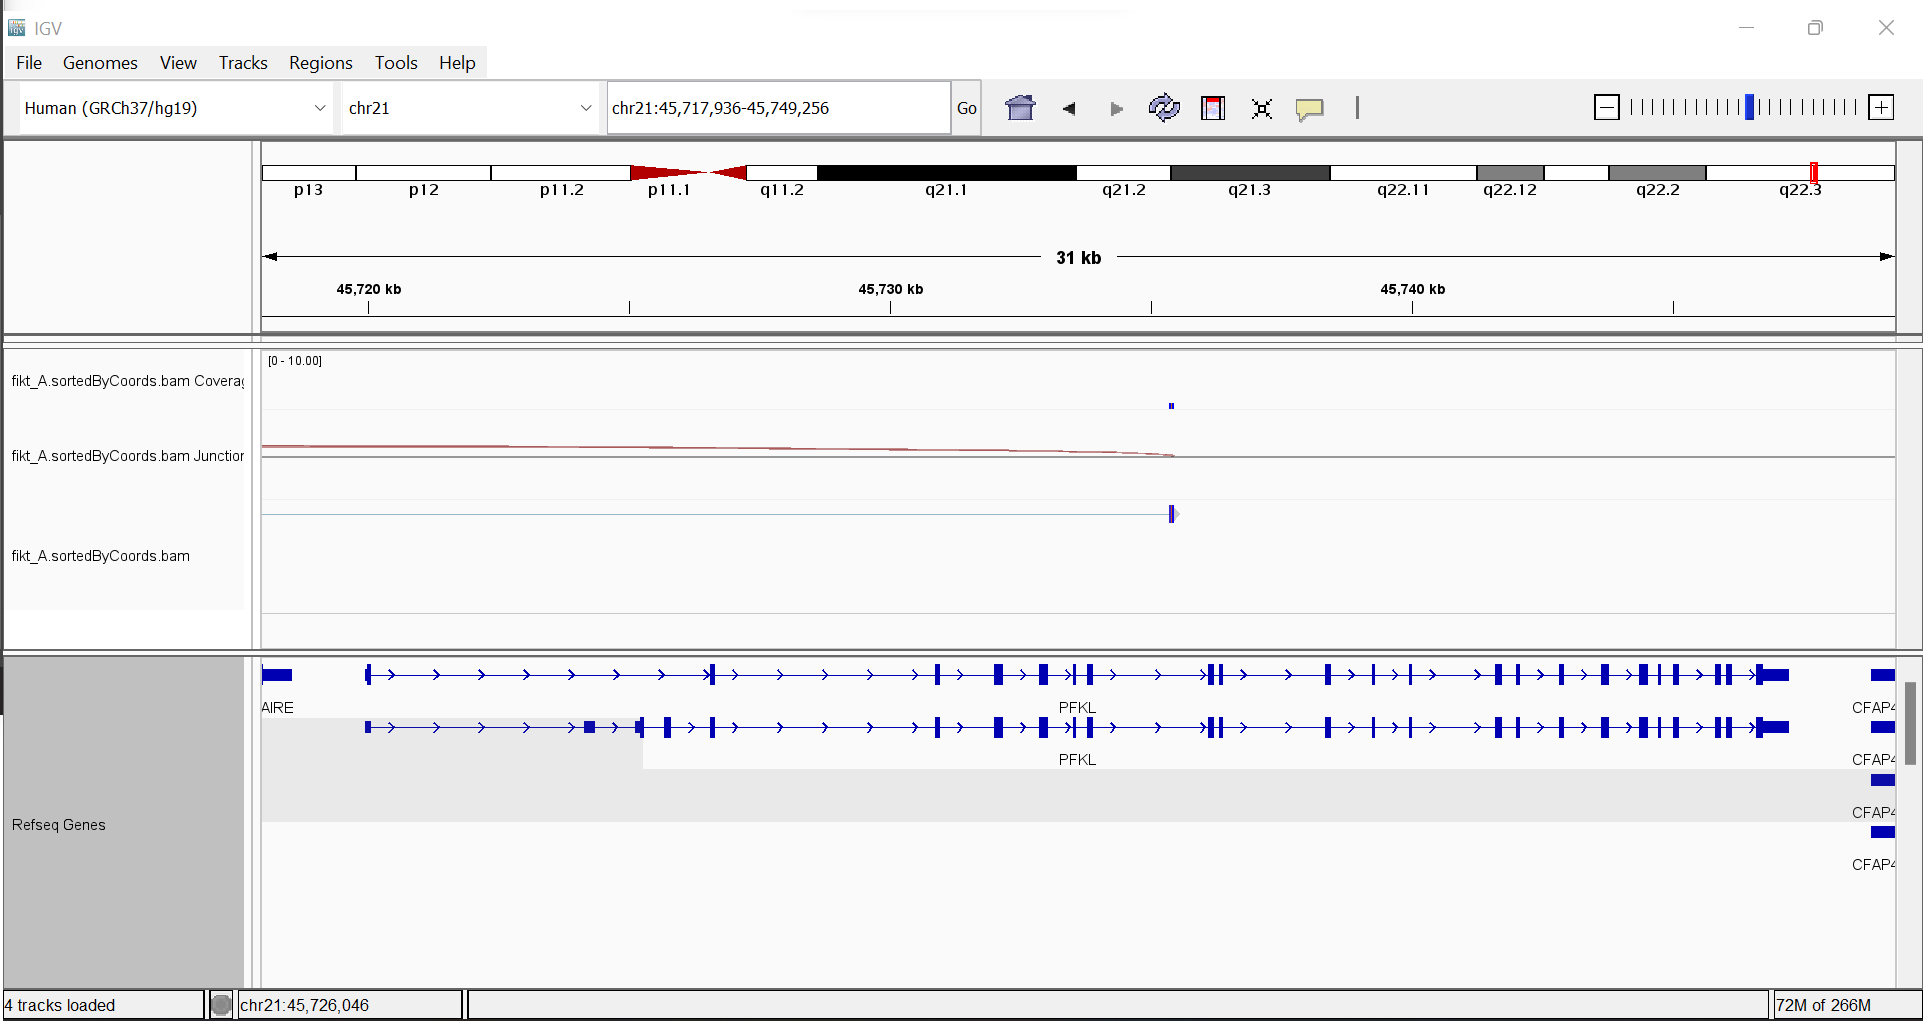 IGV
File Genomes View Tracks Regions Tools Help
Human (GRCh37/hg19) chr21 chr21:45,717,936-45,749,256 Go
p13 p12 p11.2 p11.1 q11.2 q21.1 q21.2 q21.3 q22.11 q22.12 q22.2 q22.3
31 kb
45,720 kb 45,730 kb 45,740 kb
[0 - 10.00]
fikt_A.sortedByCoords.bam Coverag
fikt_A.sortedByCoords.bam Junction
fikt_A.sortedByCoords.bam
AIRE PFKL CFAP4
PFKL CFAP4
CFAP4
Refseq Genes
CFAP4
4 tracks loaded chr21:45,726,046 72M of 266M